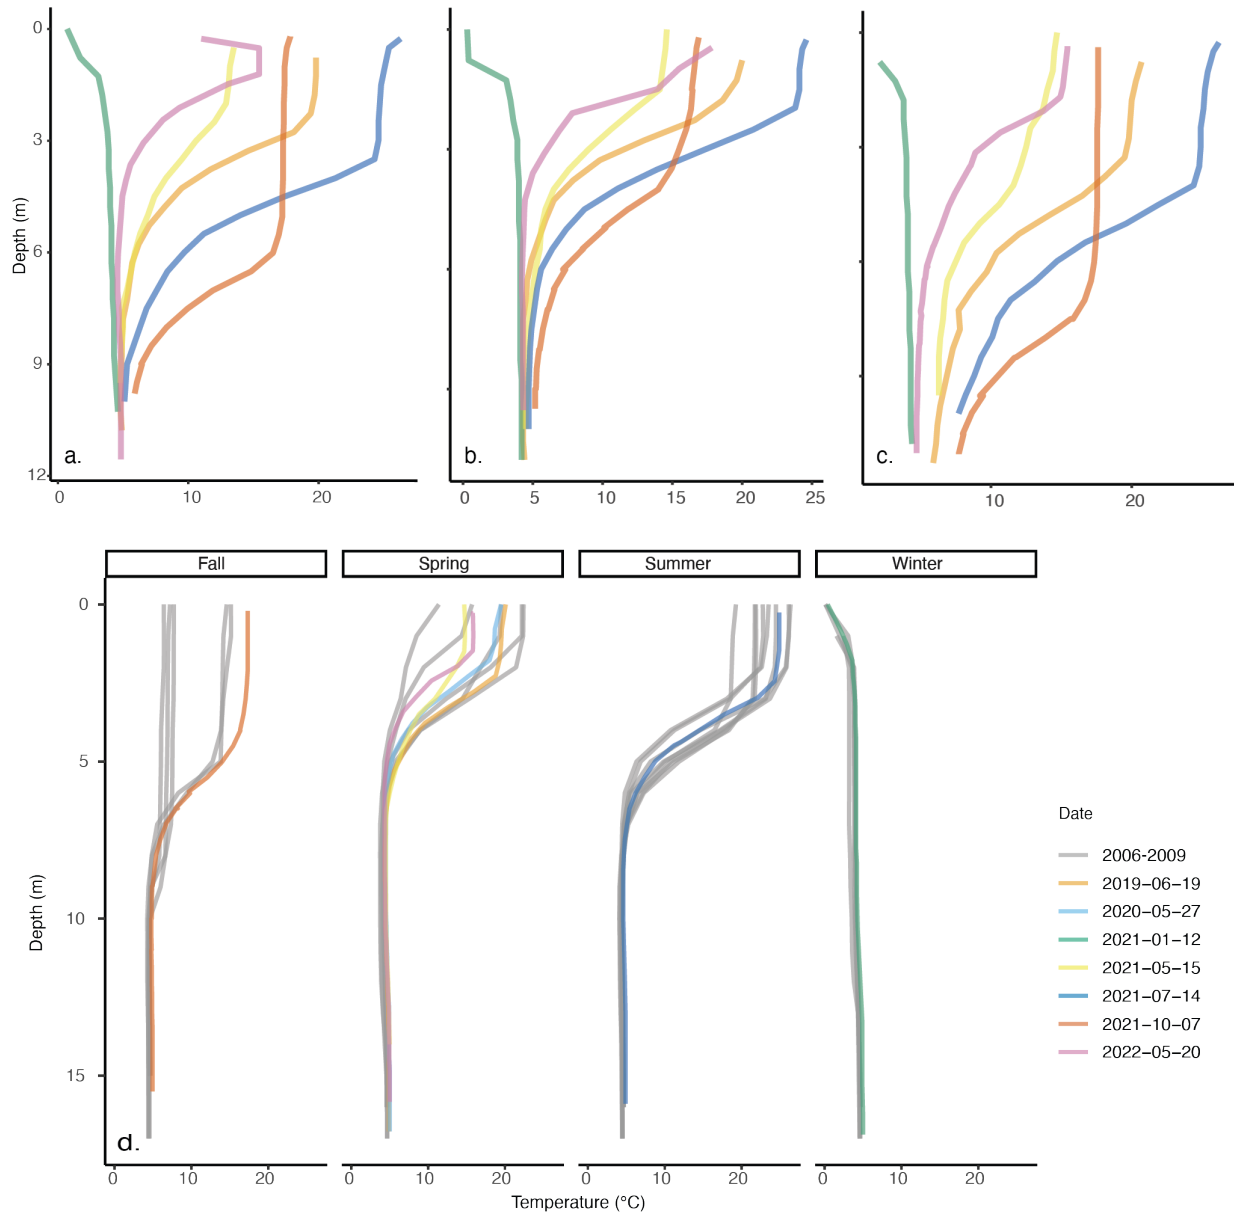 0
3
6
9
12
Depth (m)
a.
0 10 20
b.
0 5 10 15 20 25
c.
10 20
Fall Spring Summer Winter
0
5
10
15
Depth (m)
d.
0 10 20 0 10 20 0 10 20 0 10 20
Temperature (°C)
Date
2006-2009
2019−06−19
2020−05−27
2021−01−12
2021−05−15
2021−07−14
2021−10−07
2022−05−20